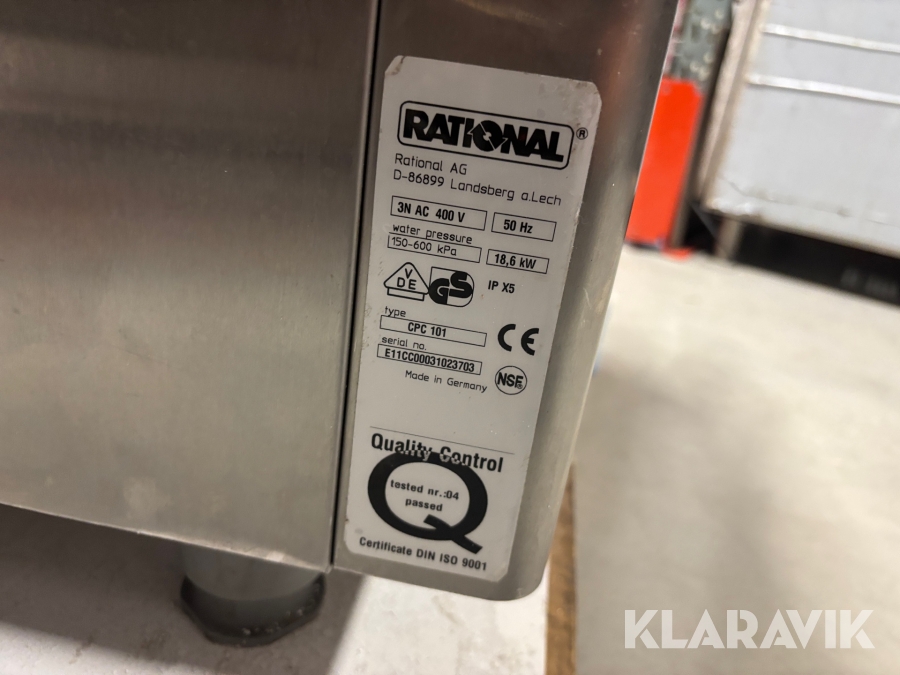 RATIONAL®
Rational AG
D-86899 Landsberg a.Lech
3N AC 400 V 50 Hz
water pressure
150-600 kPa 18,6 kW
VDE GS IP X5
type
CPC 101 CE
serial no.
E11CC00031023703
Made in Germany NSF
Quality Control
Q
tested nr.:04
passed
Certificate DIN ISO 9001
KLARAVIK